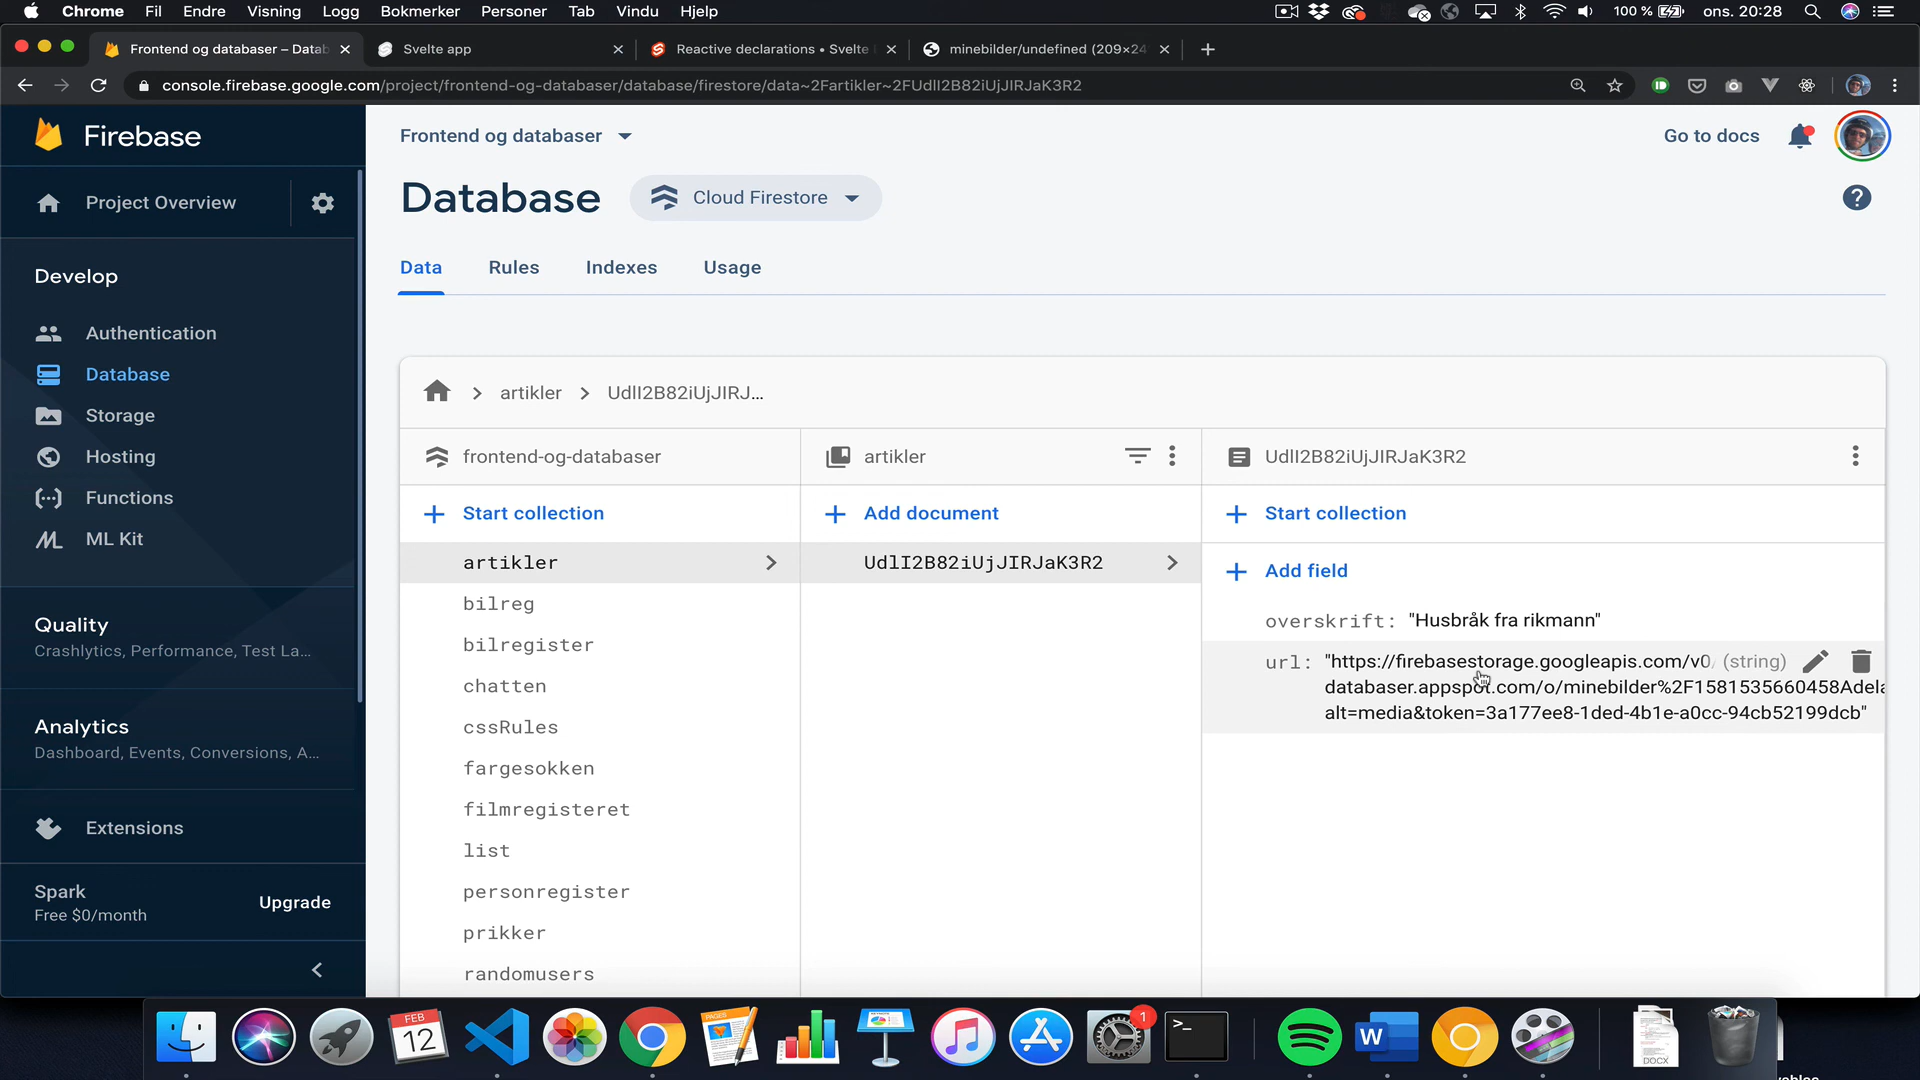 Chrome Fil Endre Visning Logg Bokmerker Personer Tab Vindu Hjelp 100 % ons. 20:28
Frontend og databaser – Datab Svelte app Reactive declarations • Svelte minebilder/undefined (209×24
console.firebase.google.com/project/frontend-og-databaser/database/firestore/data~2Fartikler~2FUdlI2B82iUjJIRJaK3R2
Firebase
Project Overview
Develop
Authentication
Database
Storage
Hosting
Functions
ML Kit
Quality
Crashlytics, Performance, Test La...
Analytics
Dashboard, Events, Conversions, A...
Extensions
Spark
Free $0/month
Upgrade
Frontend og databaser
Go to docs
Database
Cloud Firestore
Data Rules Indexes Usage
artikler
UdlI2B82iUjJIRJ...
frontend-og-databaser
Start collection
artikler
bilreg
bilregister
chatten
cssRules
fargesokken
filmregisteret
list
personregister
prikker
randomusers
artikler
Add document
UdlI2B82iUjJIRJaK3R2
UdlI2B82iUjJIRJaK3R2
Start collection
Add field
overskrift: "Husbråk fra rikmann"
url: "https://firebasestorage.googleapis.com/v0/ (string)
databaser.appspot.com/o/minebilder%2F1581535660458Adela
alt=media&token=3a177ee8-1ded-4b1e-a0cc-94cb52199dcb"
FEB
12
PAGES
1
>_
W
DOCX